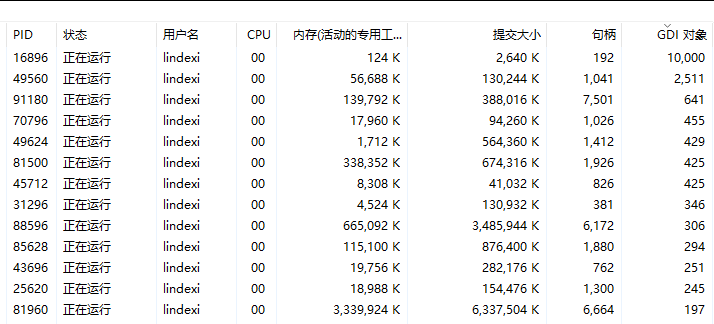 PID 状态 用户名 CPU 内存(活动的专用工... 提交大小 句柄 GDI 对象
16896 正在运行 lindexi 00 124 K 2,640 K 192 10,000
49560 正在运行 lindexi 00 56,688 K 130,244 K 1,041 2,511
91180 正在运行 lindexi 00 139,792 K 388,016 K 7,501 641
70796 正在运行 lindexi 00 17,960 K 94,260 K 1,026 455
49624 正在运行 lindexi 00 1,712 K 564,360 K 1,412 429
81500 正在运行 lindexi 00 338,352 K 674,316 K 1,926 425
45712 正在运行 lindexi 00 8,308 K 41,032 K 826 425
31296 正在运行 lindexi 00 4,524 K 130,932 K 381 346
88596 正在运行 lindexi 00 665,092 K 3,485,944 K 6,172 306
85628 正在运行 lindexi 00 115,100 K 876,400 K 1,880 294
43696 正在运行 lindexi 00 19,756 K 282,176 K 762 251
25620 正在运行 lindexi 00 18,988 K 154,476 K 1,300 245
81960 正在运行 lindexi 00 3,339,924 K 6,337,504 K 6,664 197